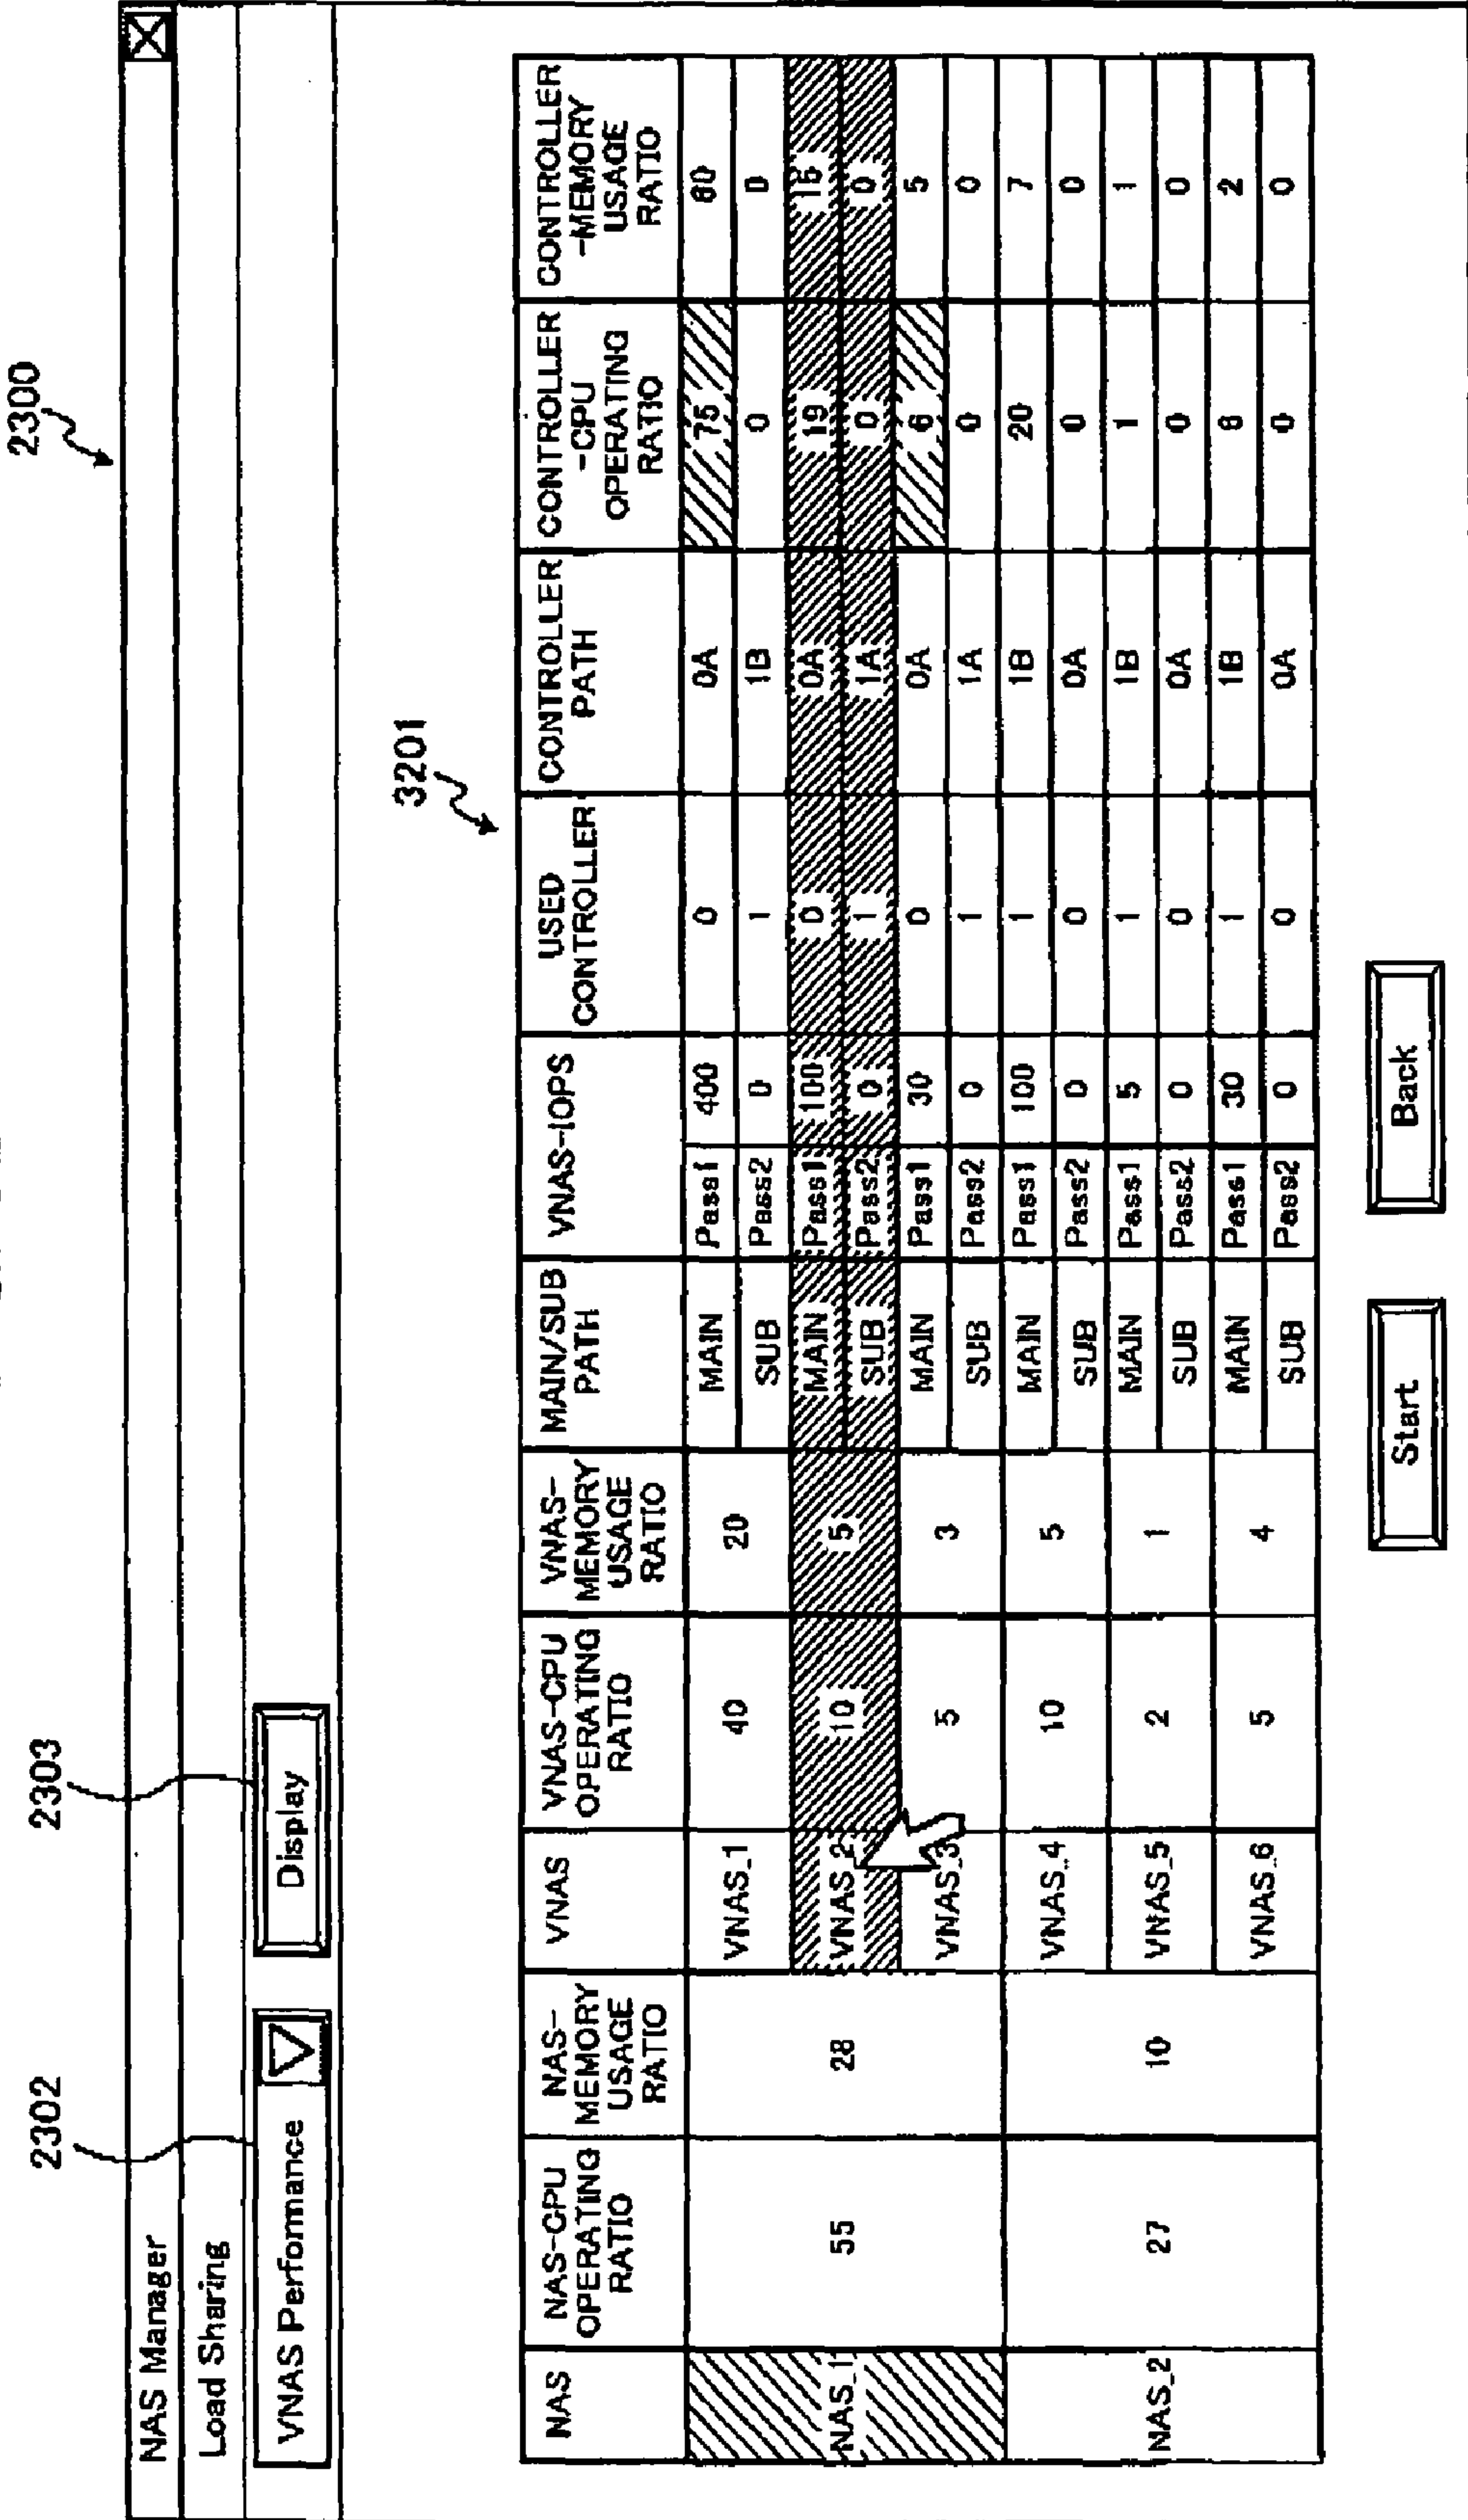 2300
2302
2303
NAS Manager
Load Sharing
VNAS Performance
Display
3201
NAS NAS-CPU OPERATING RATIO NAS-MEMORY USAGE RATIO VNAS VNAS-CPU OPERATING RATIO VNAS-MEMORY USAGE RATIO MAIN/SUB PATH VNAS-IOPS USED CONTROLLER CONTROLLER PATH CONTROLLER-CPU OPERATING RATIO CONTROLLER-MEMORY USAGE RATIO
NAS_1 55 28 VNAS_1 40 20 MAIN Pass1 400 0 0A 75
SUB Pass2 0 1 1B 0 0
VNAS_2 10 5 MAIN Pass1 100 0 0A 19 15
SUB Pass2 0 1 1A 0 0
VNAS_3 5 3 MAIN Pass1 30 0 0A 6 5
SUB Pass2 0 1 1A 0 0
NAS_2 27 10 VNAS_4 10 5 MAIN Pass1 100 1 1B 20 7
SUB Pass2 0 0 0A 0 0
VNAS_5 2 1 MAIN Pass1 5 1 1B 1 1
SUB Pass2 0 0 0A 0 0
VNAS_6 5 4 MAIN Pass1 30 1 1B 2
SUB Pass2 0 0 0A 0 0
Start
Back